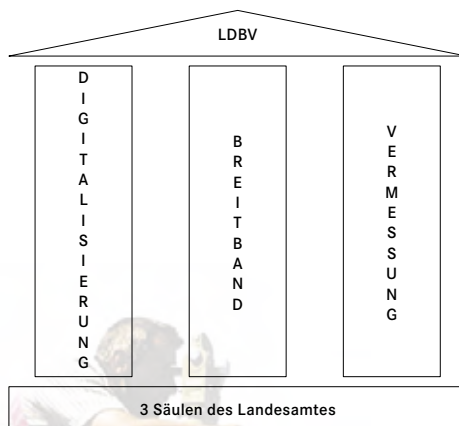 LDBV
DIGITALISIERUNG
BREITBAND
VERMESSUNG
3 Säulen des Landesamtes